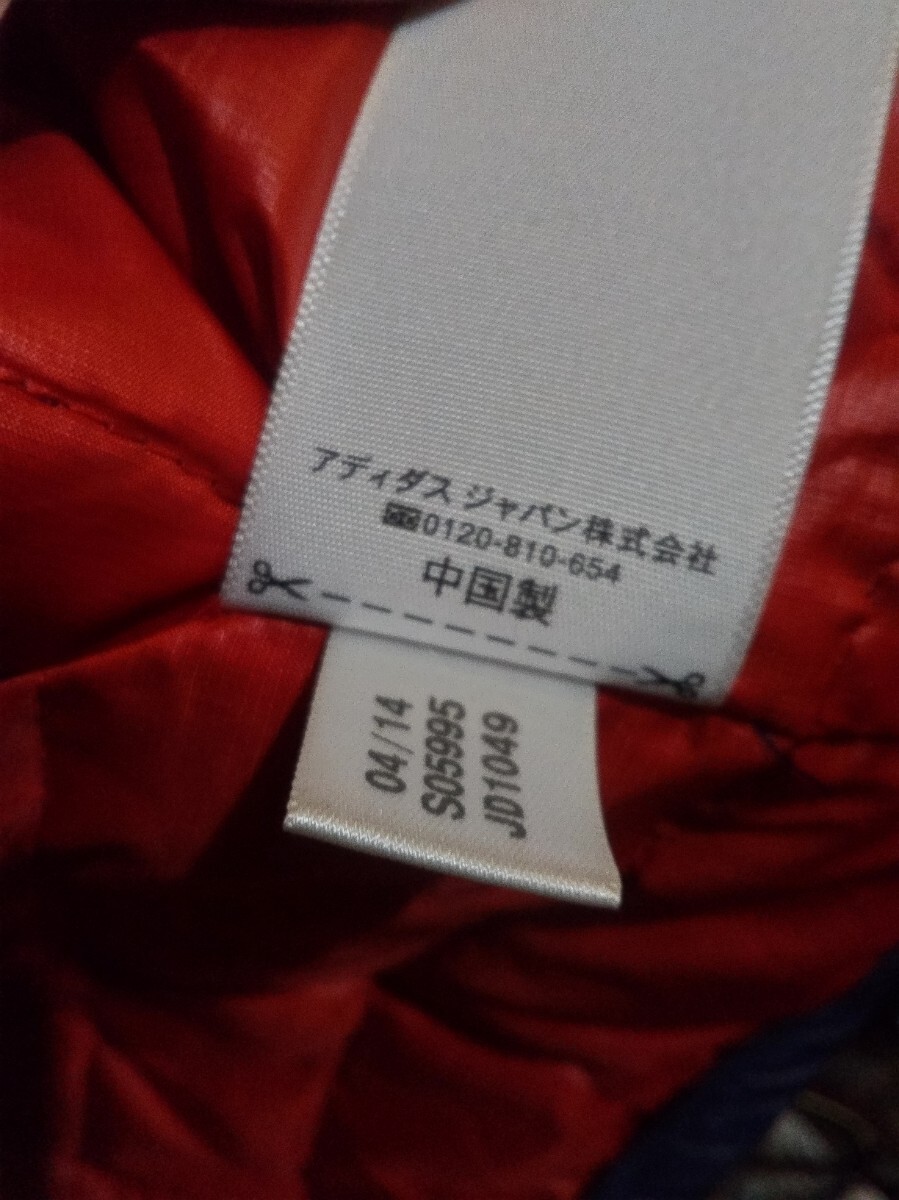 アディダス ジャパン株式会社
0120-810-654
中国製
04/14
S05995
JD1049